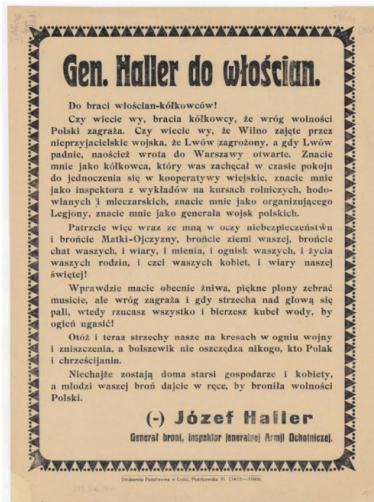 Gen. Haller do włościan.
Do braci włościan-kółkowców!
Czy wiecie wy, bracia kółkowcy, że wróg wolności
Polski zagraża. Czy wiecie wy, że Wilno zajęte przez
nieprzyjacielskie wojska, że Lwów zagrożony, a gdy Lwów
padnie, naoścież wrota do Warszawy otwarte. Znacie
mnie jako kółkowca, który was zachęcał w czasie pokoju
do jednoczenia się w kooperatywy wiejskie, znacie mnie
jako inspektora z wykładów na kursach rolniczych, hodo-
wlanych i mleczarskich, znacie mnie jako organizującego
Legjony, znacie mnie jako generała wojsk polskich.
Patrzcie więc wraz ze mną w oczy niebezpieczeństwu
i brońcie Matki-Ojczyzny, brońcie ziemi waszej, brońcie
chat waszych, i wiary, i mienia, i ognisk waszych, i życia
waszych rodzin, i czci waszych kobiet, i wiary naszej
świętej!
Wprawdzie macie obecnie żniwa, piękne plony zebrać
musicie, ale wróg zagraża i gdy strzecha nad głową się
pali, wtedy rzucasz wszystko i bierzesz kubeł wody, by
ogień ugasić!
Otóż i teraz strzechy nasze na kresach w ogniu wojny
i zniszczenia, a bolszewik nie oszczędza nikogo, kto Polak
i chrześcijanin.
Niechajże zostają doma starsi gospodarze i kobiety,
a młodzi waszej broń dajcie w ręce, by broniła wolności
Polski.
(-) Józef Haller
Generał broni, inspektor jeneralnej Armji Ochotniczej.
Drukarnia Państwowa w Łodzi, Piotrkowska 85.